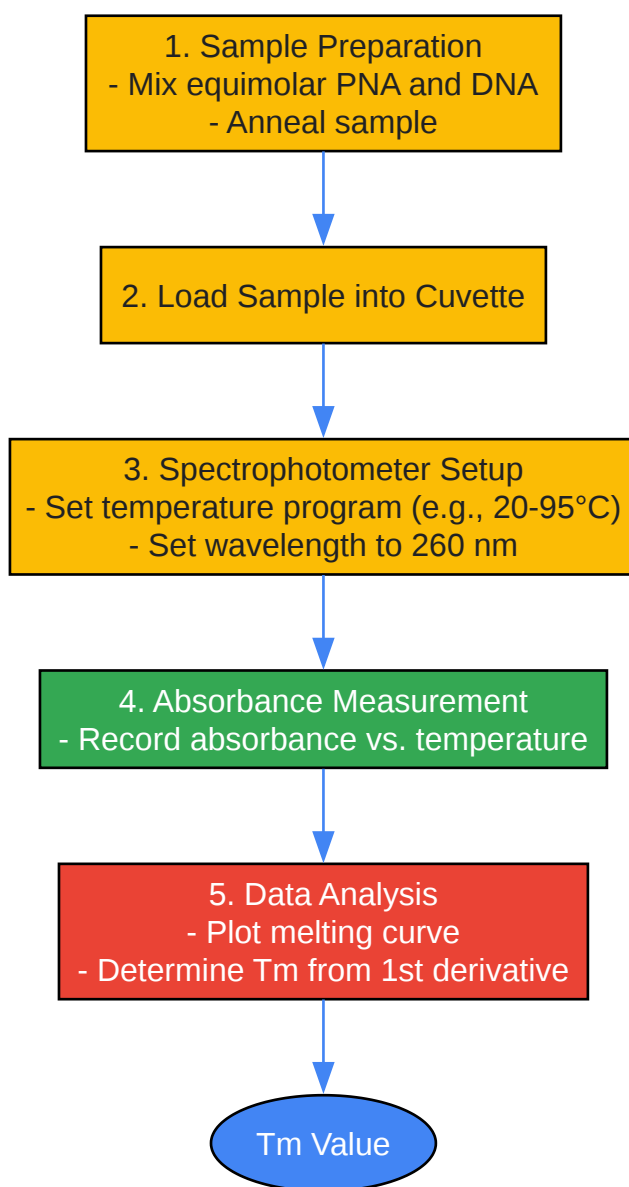 1. Sample Preparation
- Mix equimolar PNA and DNA
- Anneal sample
2. Load Sample into Cuvette
3. Spectrophotometer Setup
- Set temperature program (e.g., 20-95°C)
- Set wavelength to 260 nm
4. Absorbance Measurement
- Record absorbance vs. temperature
5. Data Analysis
- Plot melting curve
- Determine Tm from 1st derivative
Tm Value